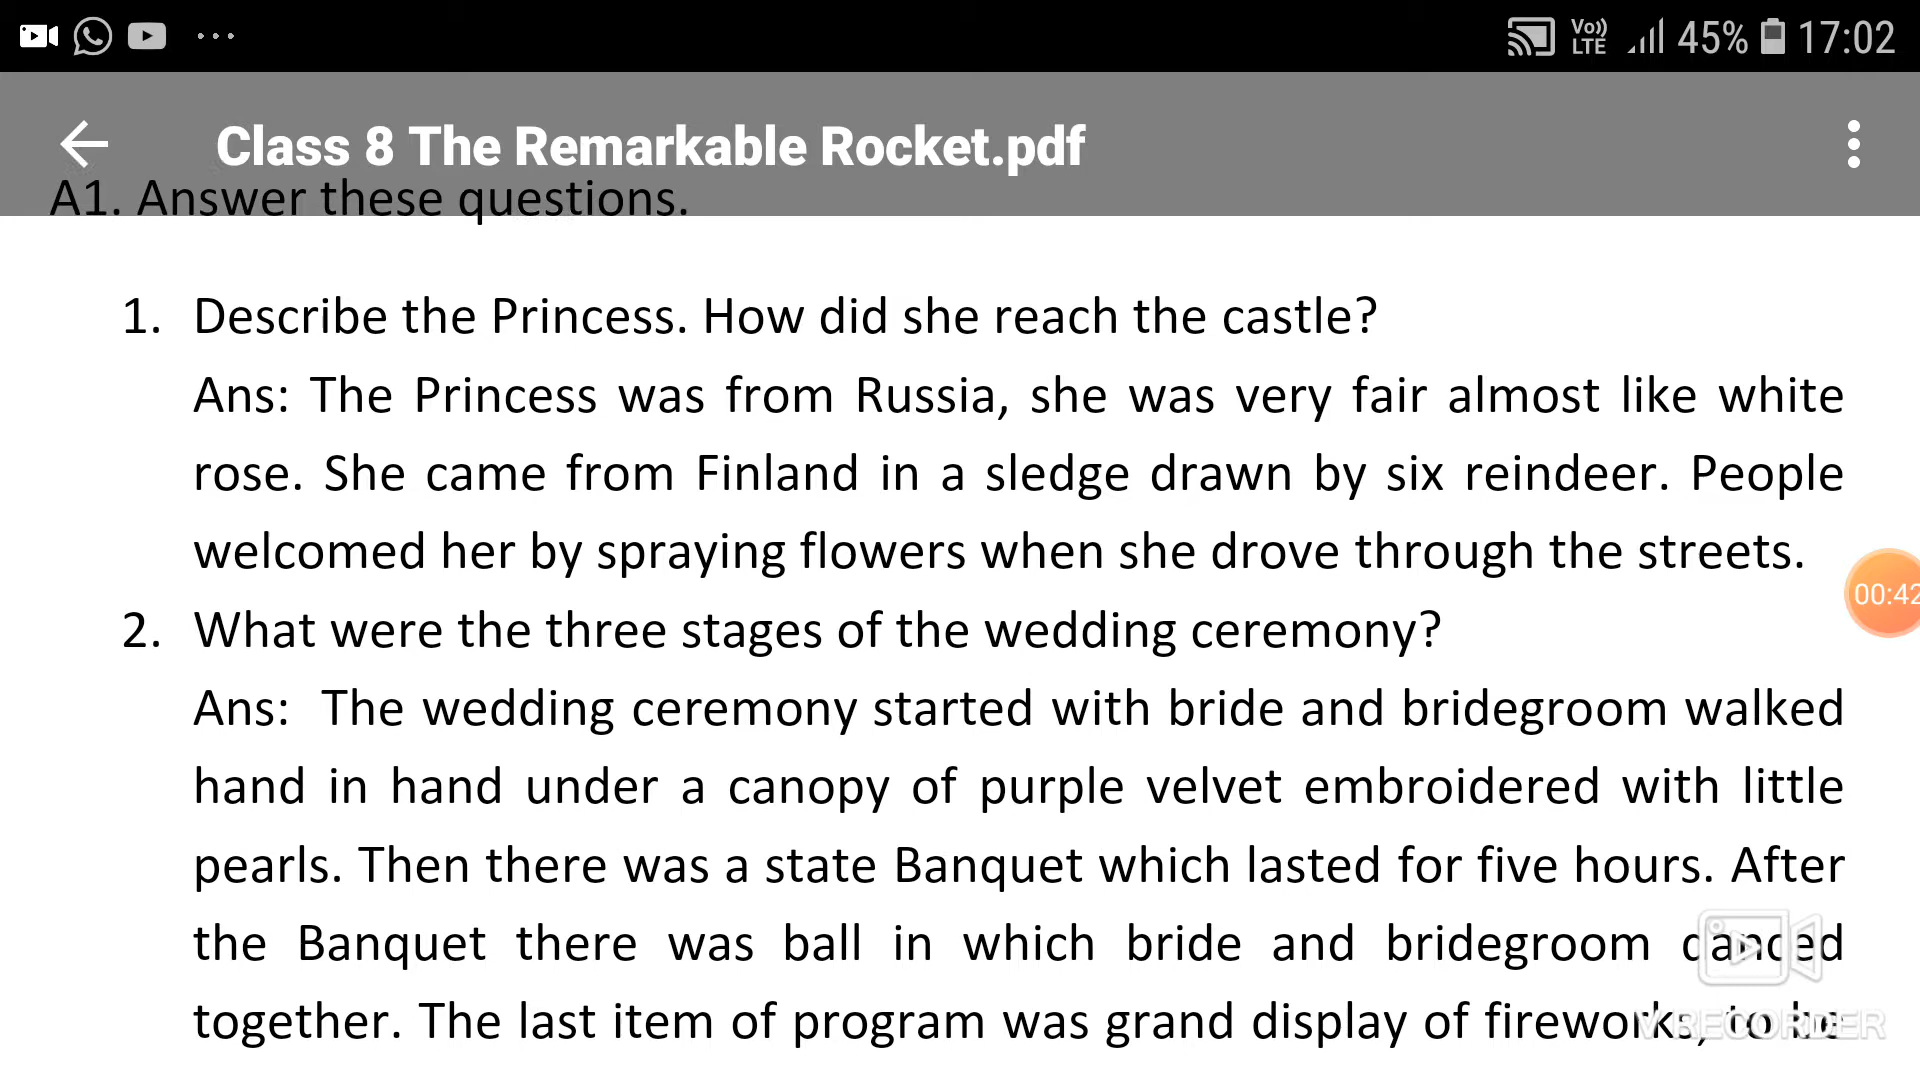 Vo)) LTE 45% 17:02
Class 8 The Remarkable Rocket.pdf
A1. Answer these questions.
1. Describe the Princess. How did she reach the castle?
Ans: The Princess was from Russia, she was very fair almost like white
rose. She came from Finland in a sledge drawn by six reindeer. People
welcomed her by spraying flowers when she drove through the streets.
00:42
2. What were the three stages of the wedding ceremony?
Ans: The wedding ceremony started with bride and bridegroom walked
hand in hand under a canopy of purple velvet embroidered with little
pearls. Then there was a state Banquet which lasted for five hours. After
the Banquet there was ball in which bride and bridegroom danced
together. The last item of program was grand display of fireworks, to be
V RECORDER